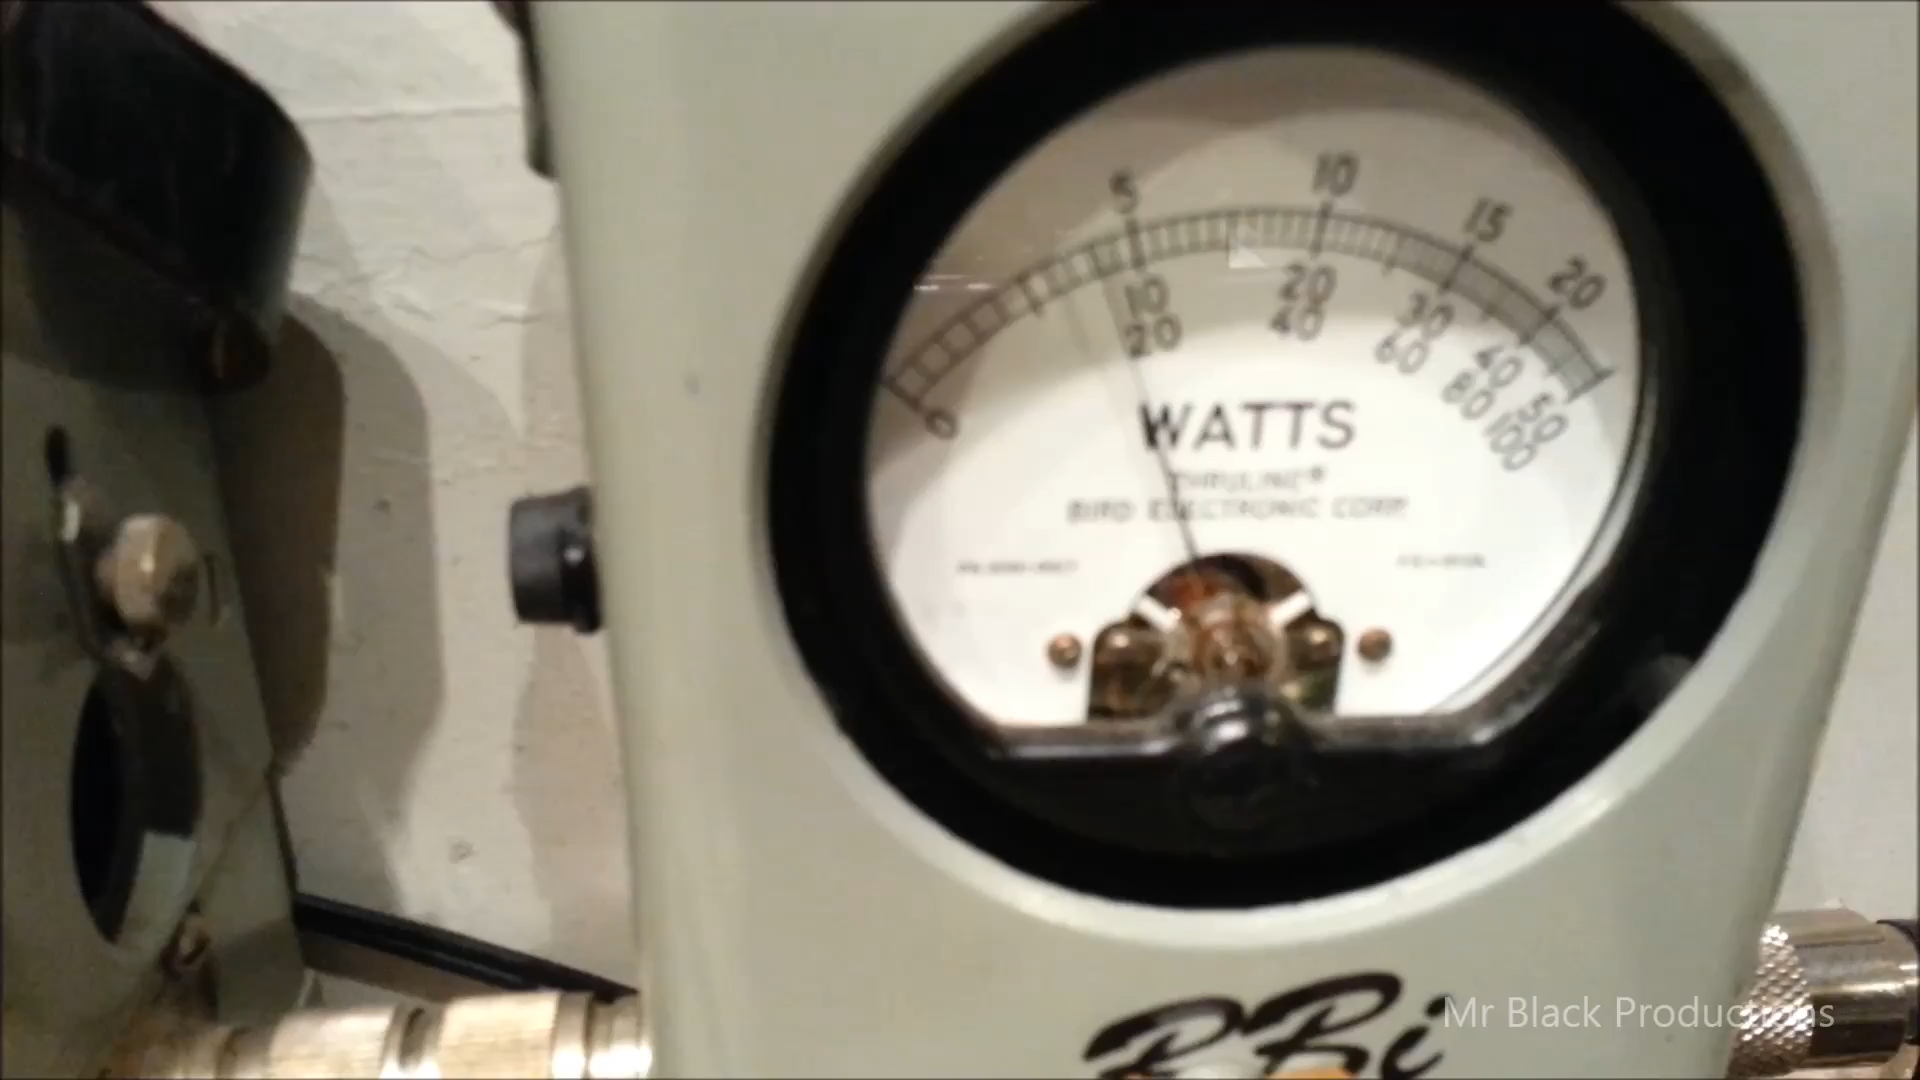 5 10 15 20
0 10 20 30 40 50
20 40 60 80 100
WATTS
THRULINE®
BIRD ELECTRONIC CORP.
Mr Black Productions